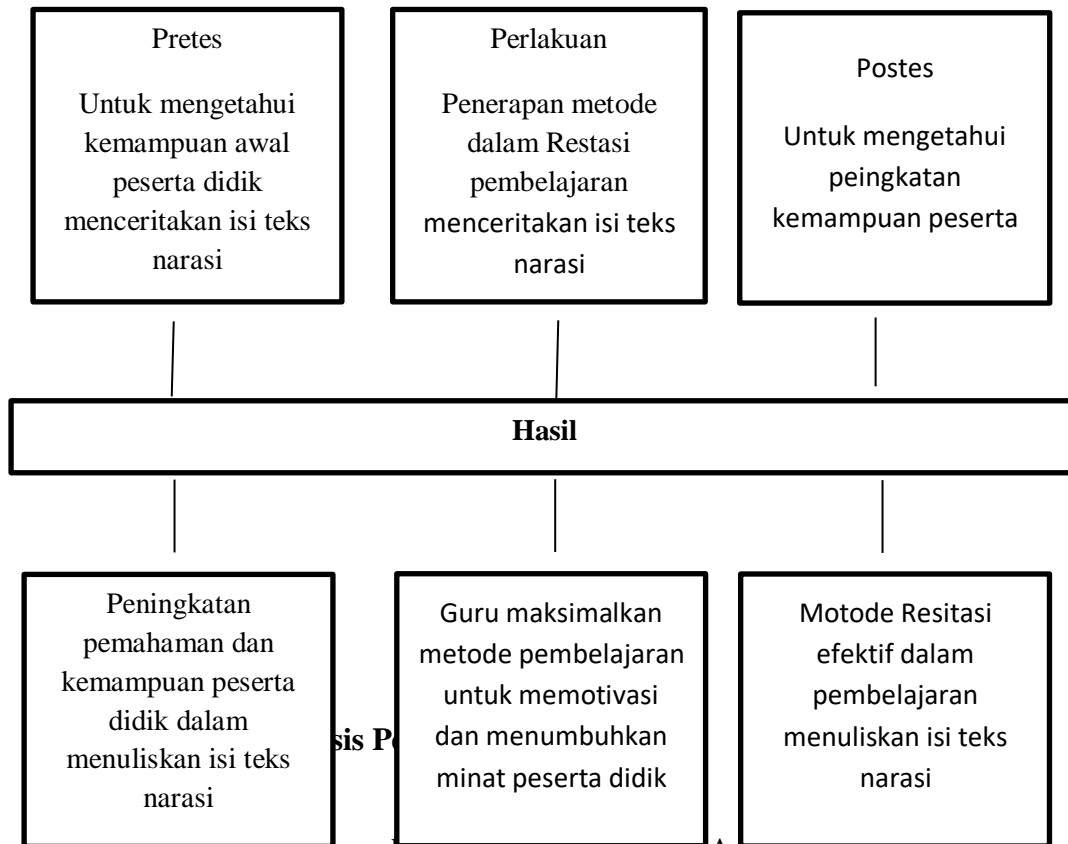 Pretes
Untuk mengetahui
kemampuan awal
peserta didik
menceritakan isi teks
narasi
Perlakuan
Penerapan metode
dalam Restasi
pembelajaran
menceritakan isi teks
narasi
Postes
Untuk mengetahui
peingkatan
kemampuan peserta
Hasil
Peningkatan
pemahaman dan
kemampuan peserta
didik dalam
menuliskan isi teks
narasi
sis
Guru maksimalkan
metode pembelajaran
untuk memotivasi
dan menumbuhkan
minat peserta didik
Motode Resitasi
efektif dalam
pembelajaran
menuliskan isi teks
narasi